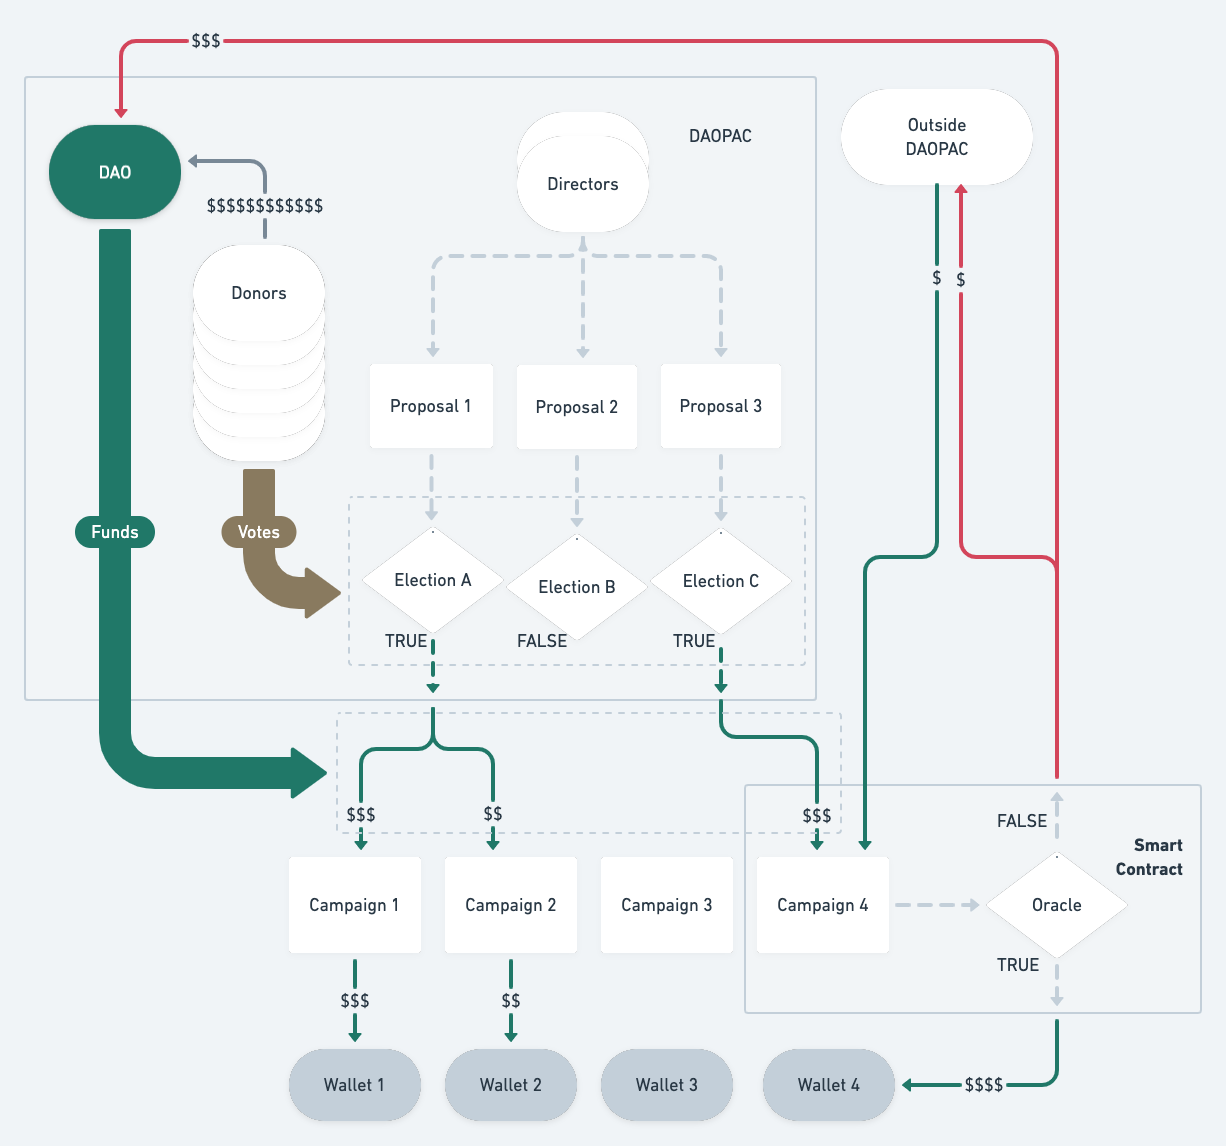 $$$
DAOPAC
Outside
DAOPAC
DAO
Directors
$$$$$$$$$$$$
$
$
Donors
Proposal 1
Proposal 2
Proposal 3
Funds
Votes
Election A
Election B
Election C
TRUE
FALSE
TRUE
$$$
$$
$$$
FALSE
Smart
Contract
Campaign 1
Campaign 2
Campaign 3
Campaign 4
Oracle
TRUE
$$$
$$
Wallet 1
Wallet 2
Wallet 3
Wallet 4
$$$$